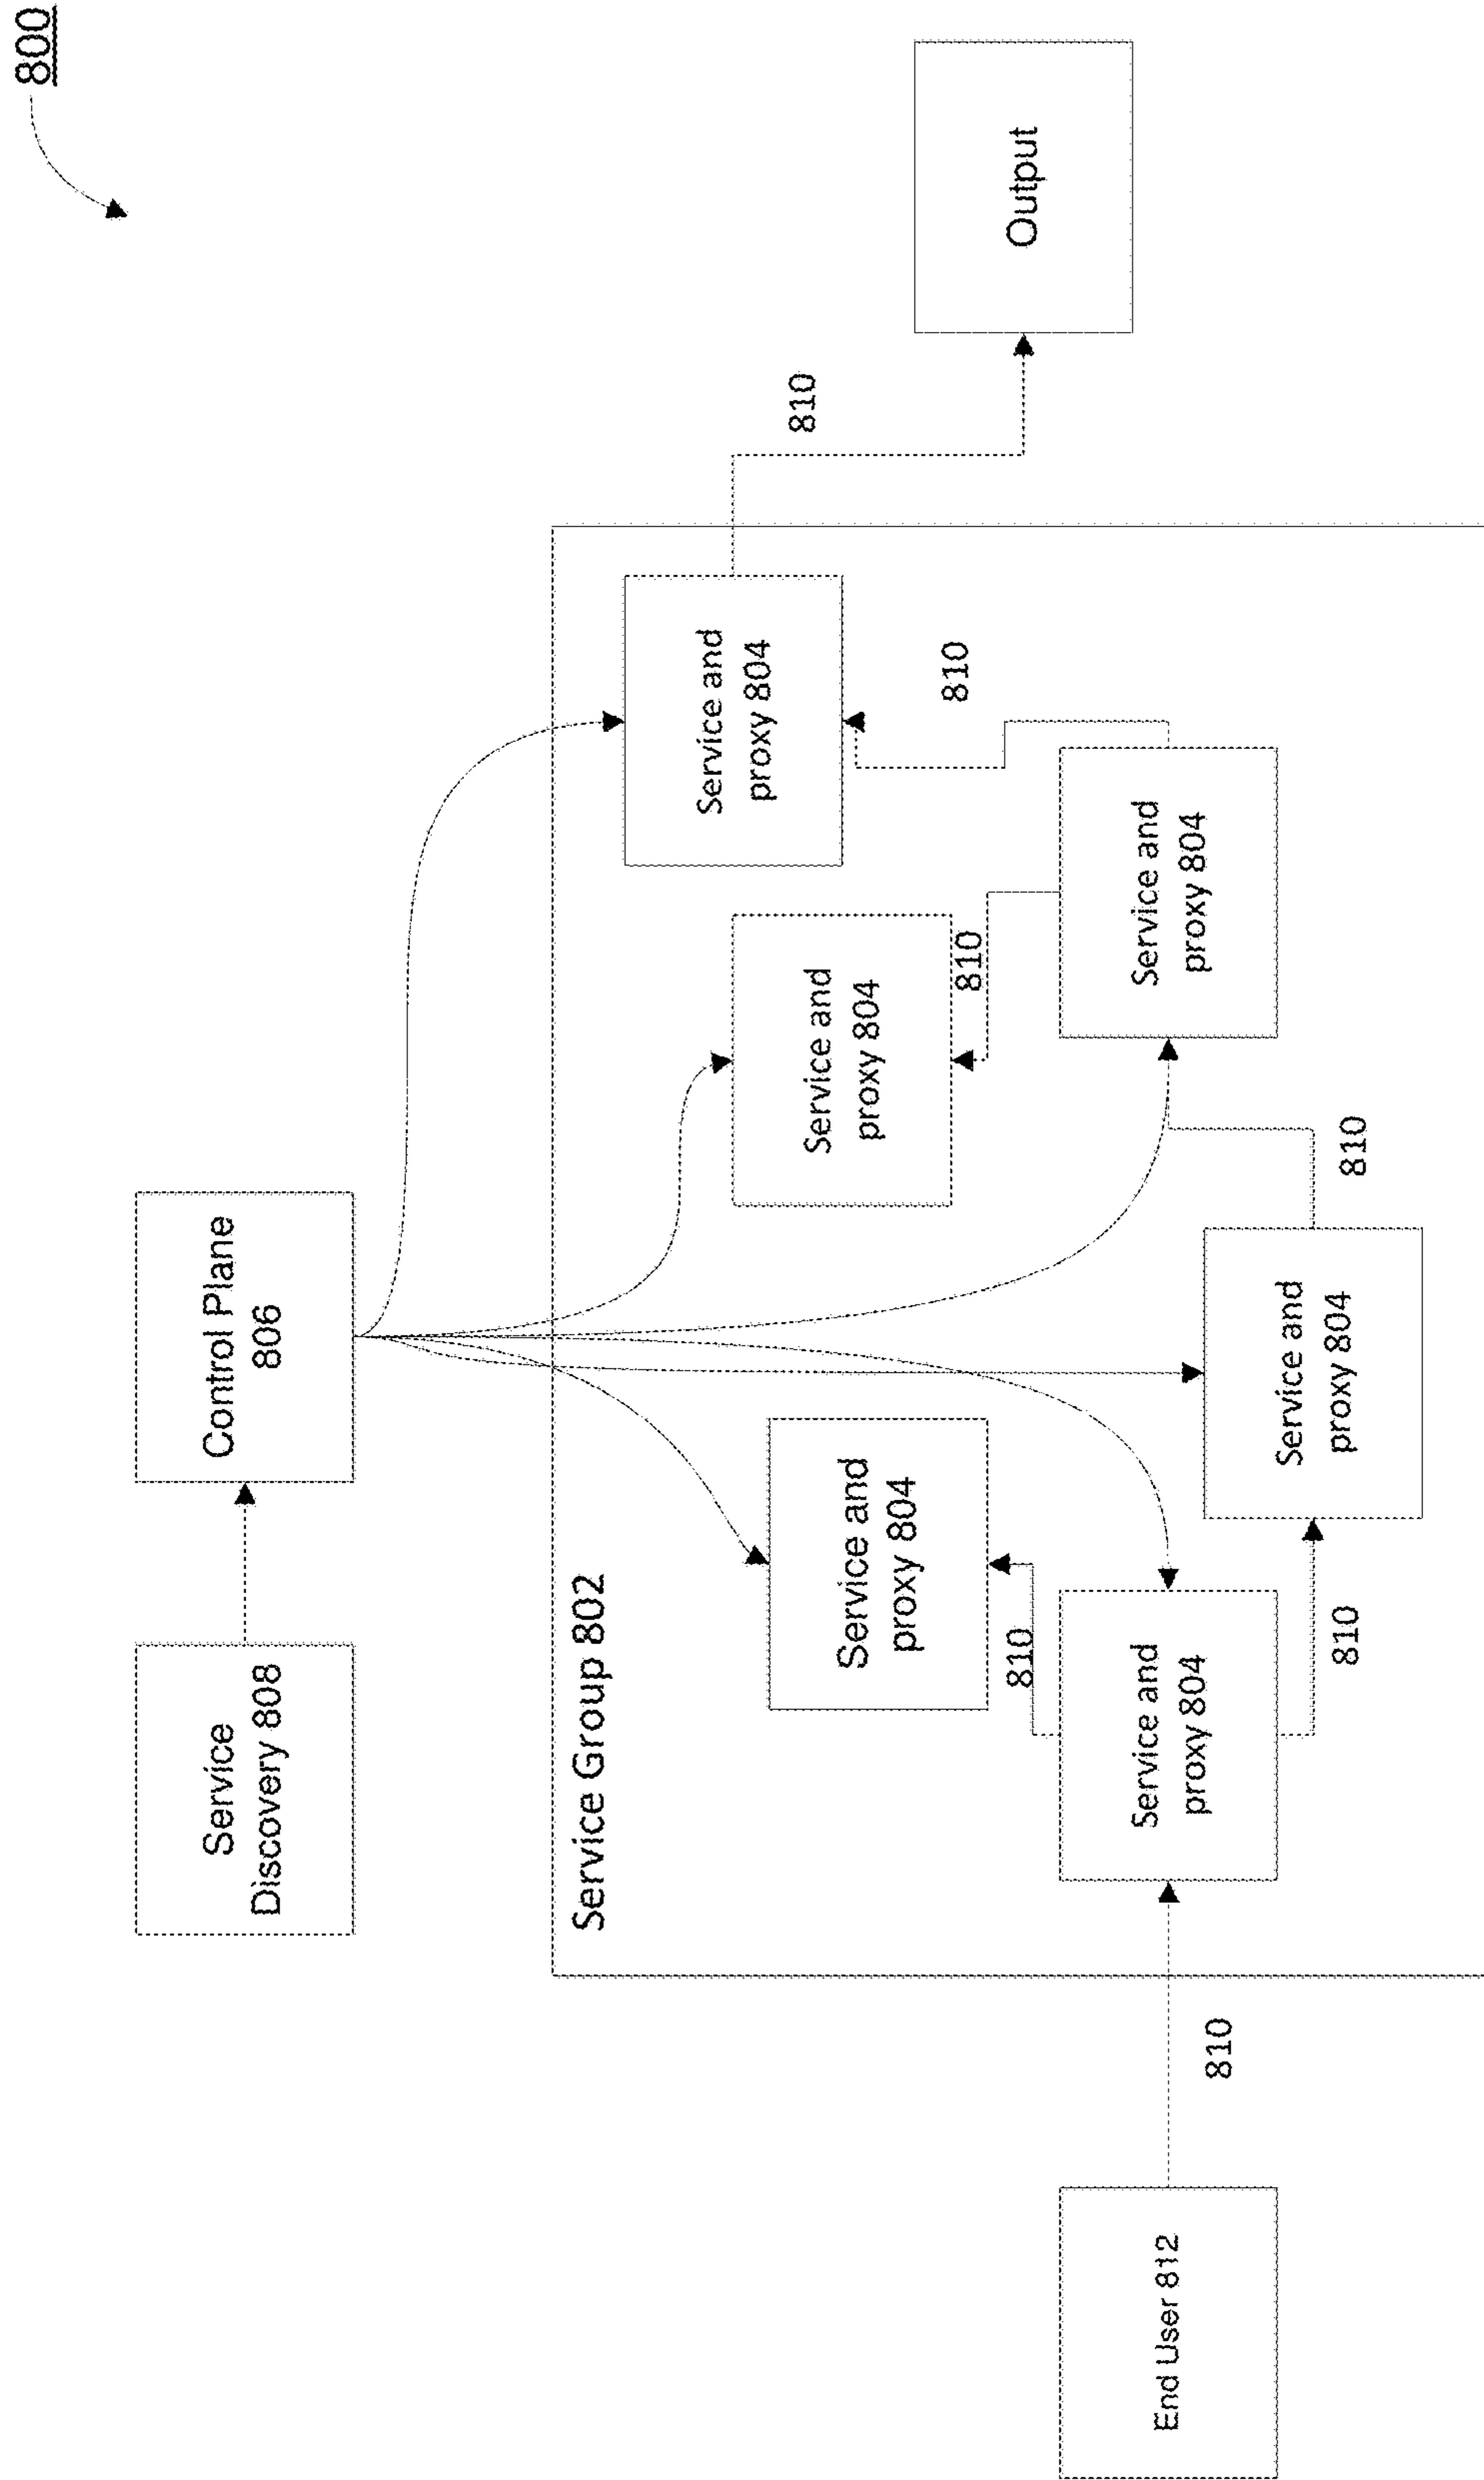 800
Service
Discovery 808
Control Plane
806
Service Group 802
Service and
proxy 804
Service and
proxy 804
Service and
proxy 804
Output
810
810
810
810
End User 812
810
Service and
proxy 804
810
Service and
proxy 804
810
Service and
proxy 804